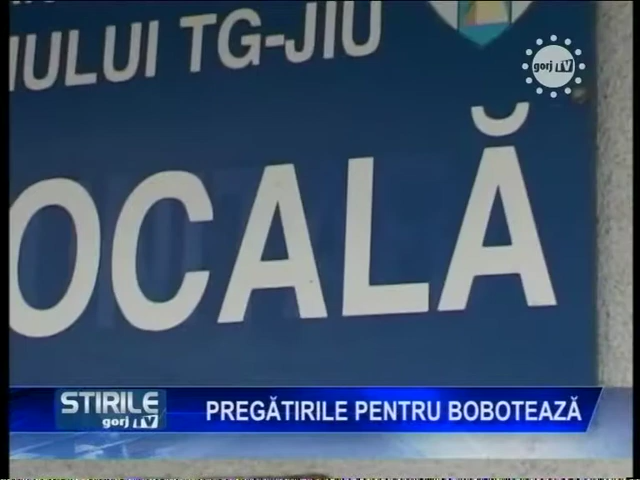 IULUI TG-JIU
gorj TV
OCALĂ
STIRILE
gorj TV
PREGĂTIRILE PENTRU BOBOTEAZĂ